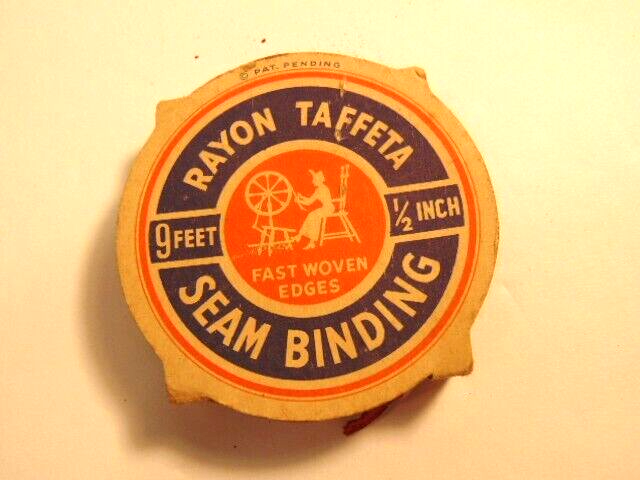 © PAT. PENDING
RAYON TAFFETA
9 FEET
1/2 INCH
FAST WOVEN
EDGES
SEAM BINDING